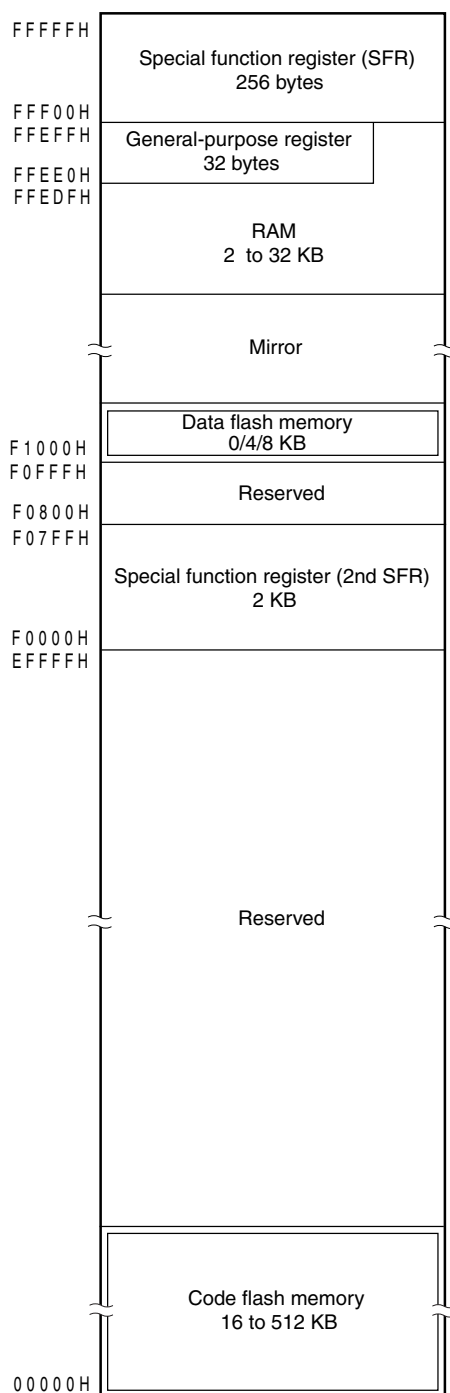 FFFFFH
Special function register (SFR)
256 bytes
FFF00H
FFEFFH
General-purpose register
32 bytes
FFEE0H
FFEDFH
RAM
2 to 32 KB
Mirror
Data flash memory
0/4/8 KB
F1000H
F0FFFH
Reserved
F0800H
F07FFH
Special function register (2nd SFR)
2 KB
F0000H
EFFFFH
Reserved
Code flash memory
16 to 512 KB
00000H